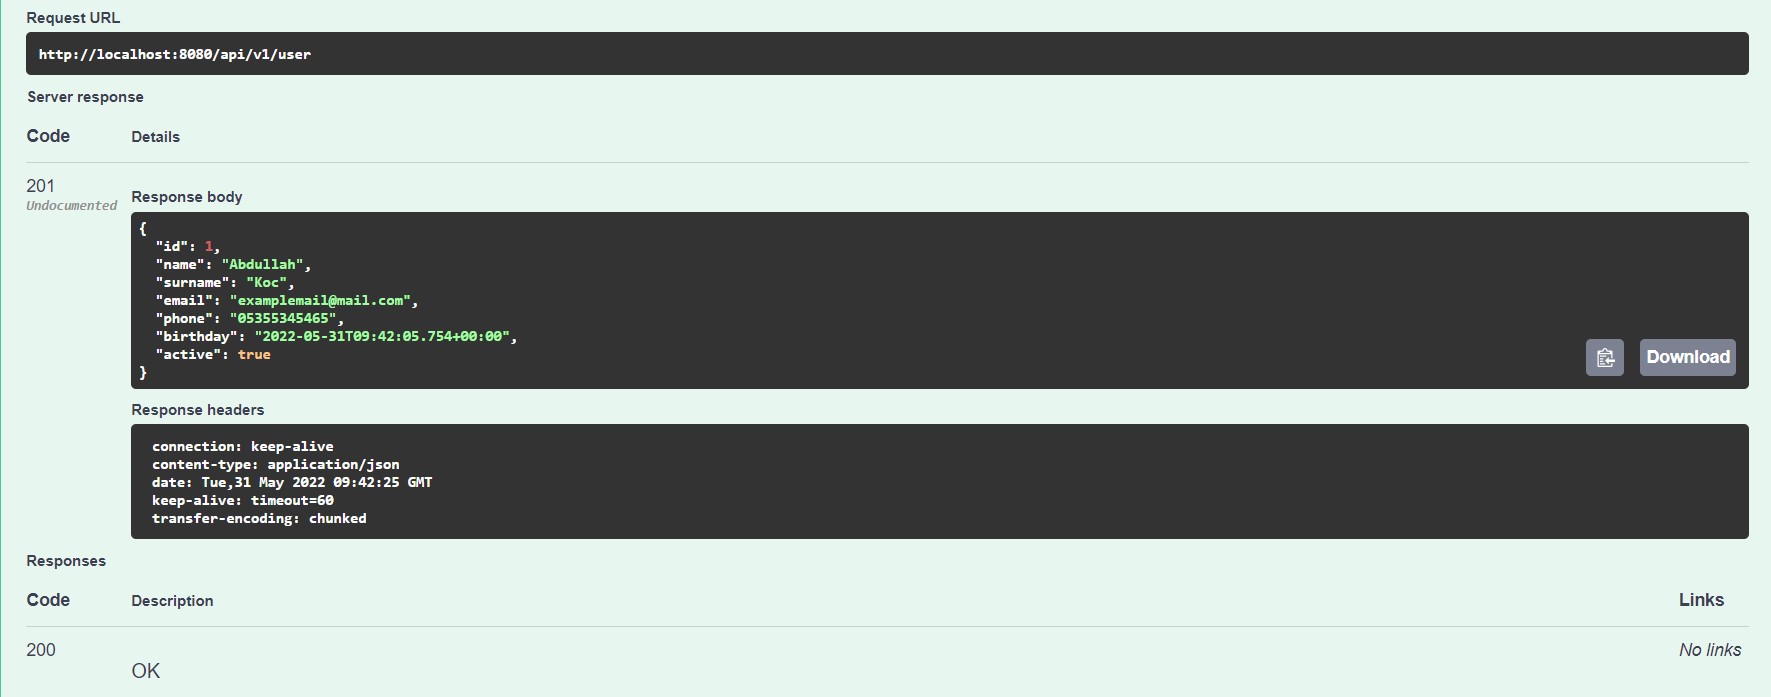 Request URL
http://localhost:8080/api/v1/user
Server response
Code Details
201
Undocumented
Response body
{
"id": 1,
"name": "Abdullah",
"surname": "Koc",
"email": "examplemail@mail.com",
"phone": "05355345465",
"birthday": "2022-05-31T09:42:05.754+00:00",
"active": true
}
Download
Response headers
connection: keep-alive
content-type: application/json
date: Tue,31 May 2022 09:42:25 GMT
keep-alive: timeout=60
transfer-encoding: chunked
Responses
Code Description Links
200 No links
OK